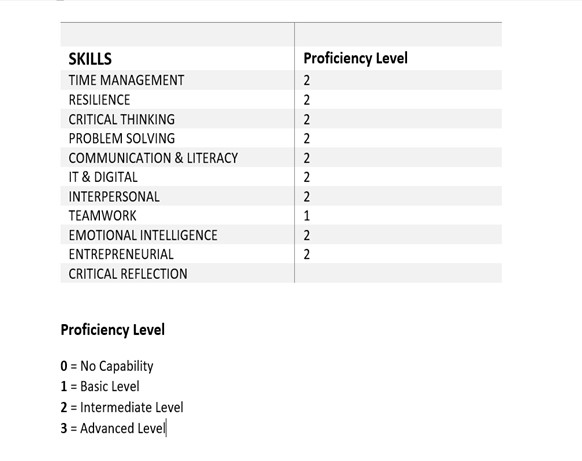 SKILLS Proficiency Level
TIME MANAGEMENT 2
RESILIENCE 2
CRITICAL THINKING 2
PROBLEM SOLVING 2
COMMUNICATION & LITERACY 2
IT & DIGITAL 2
INTERPERSONAL 2
TEAMWORK 1
EMOTIONAL INTELLIGENCE 2
ENTREPRENEURIAL 2
CRITICAL REFLECTION
Proficiency Level
0 = No Capability
1 = Basic Level
2 = Intermediate Level
3 = Advanced Level